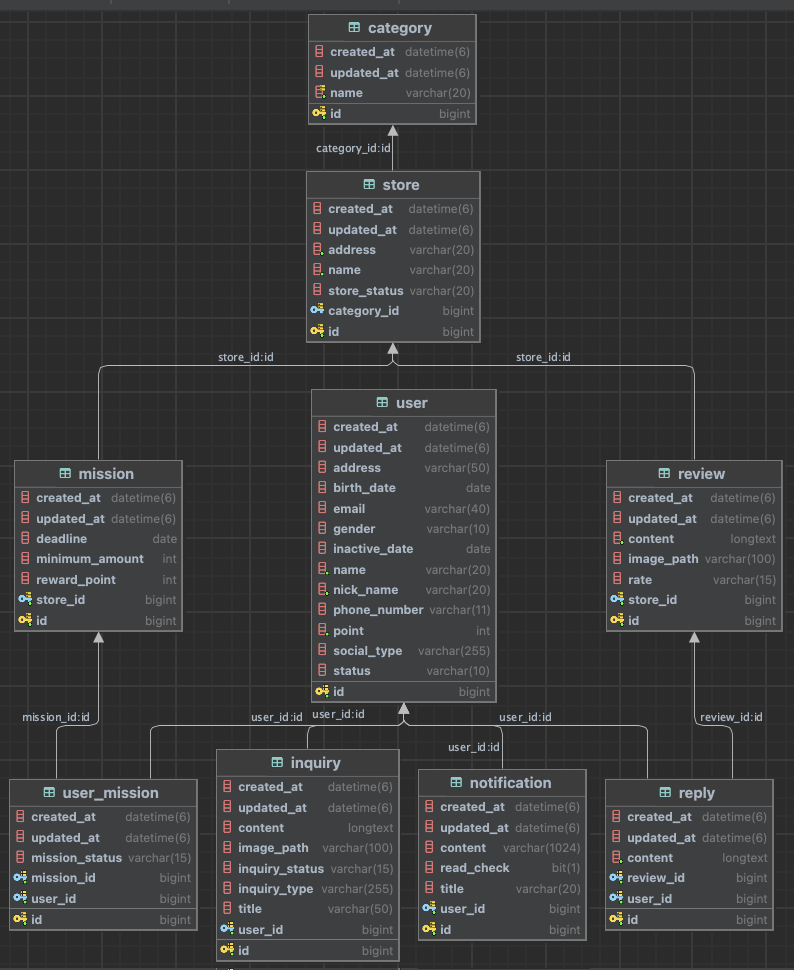 category
created_at datetime(6)
updated_at datetime(6)
name varchar(20)
id bigint
category_id:id
store
created_at datetime(6)
updated_at datetime(6)
address varchar(20)
name varchar(20)
store_status varchar(20)
category_id bigint
id bigint
store_id:id
store_id:id
user
created_at datetime(6)
updated_at datetime(6)
address varchar(50)
birth_date date
email varchar(40)
gender varchar(10)
inactive_date date
name varchar(20)
nick_name varchar(20)
phone_number varchar(11)
point int
social_type varchar(255)
status varchar(10)
id bigint
mission
created_at datetime(6)
updated_at datetime(6)
deadline date
minimum_amount int
reward_point int
store_id bigint
id bigint
review
created_at datetime(6)
updated_at datetime(6)
content longtext
image_path varchar(100)
rate varchar(15)
store_id bigint
id bigint
mission_id:id
user_id:id
user_id:id
user_id:id
review_id:id
user_id:id
user_mission
created_at datetime(6)
updated_at datetime(6)
mission_status varchar(15)
mission_id bigint
user_id bigint
id bigint
inquiry
created_at datetime(6)
updated_at datetime(6)
content longtext
image_path varchar(100)
inquiry_status varchar(15)
inquiry_type varchar(255)
title varchar(50)
user_id bigint
id bigint
notification
created_at datetime(6)
updated_at datetime(6)
content varchar(1024)
read_check bit(1)
title varchar(20)
user_id bigint
id bigint
reply
created_at datetime(6)
updated_at datetime(6)
content longtext
review_id bigint
user_id bigint
id bigint